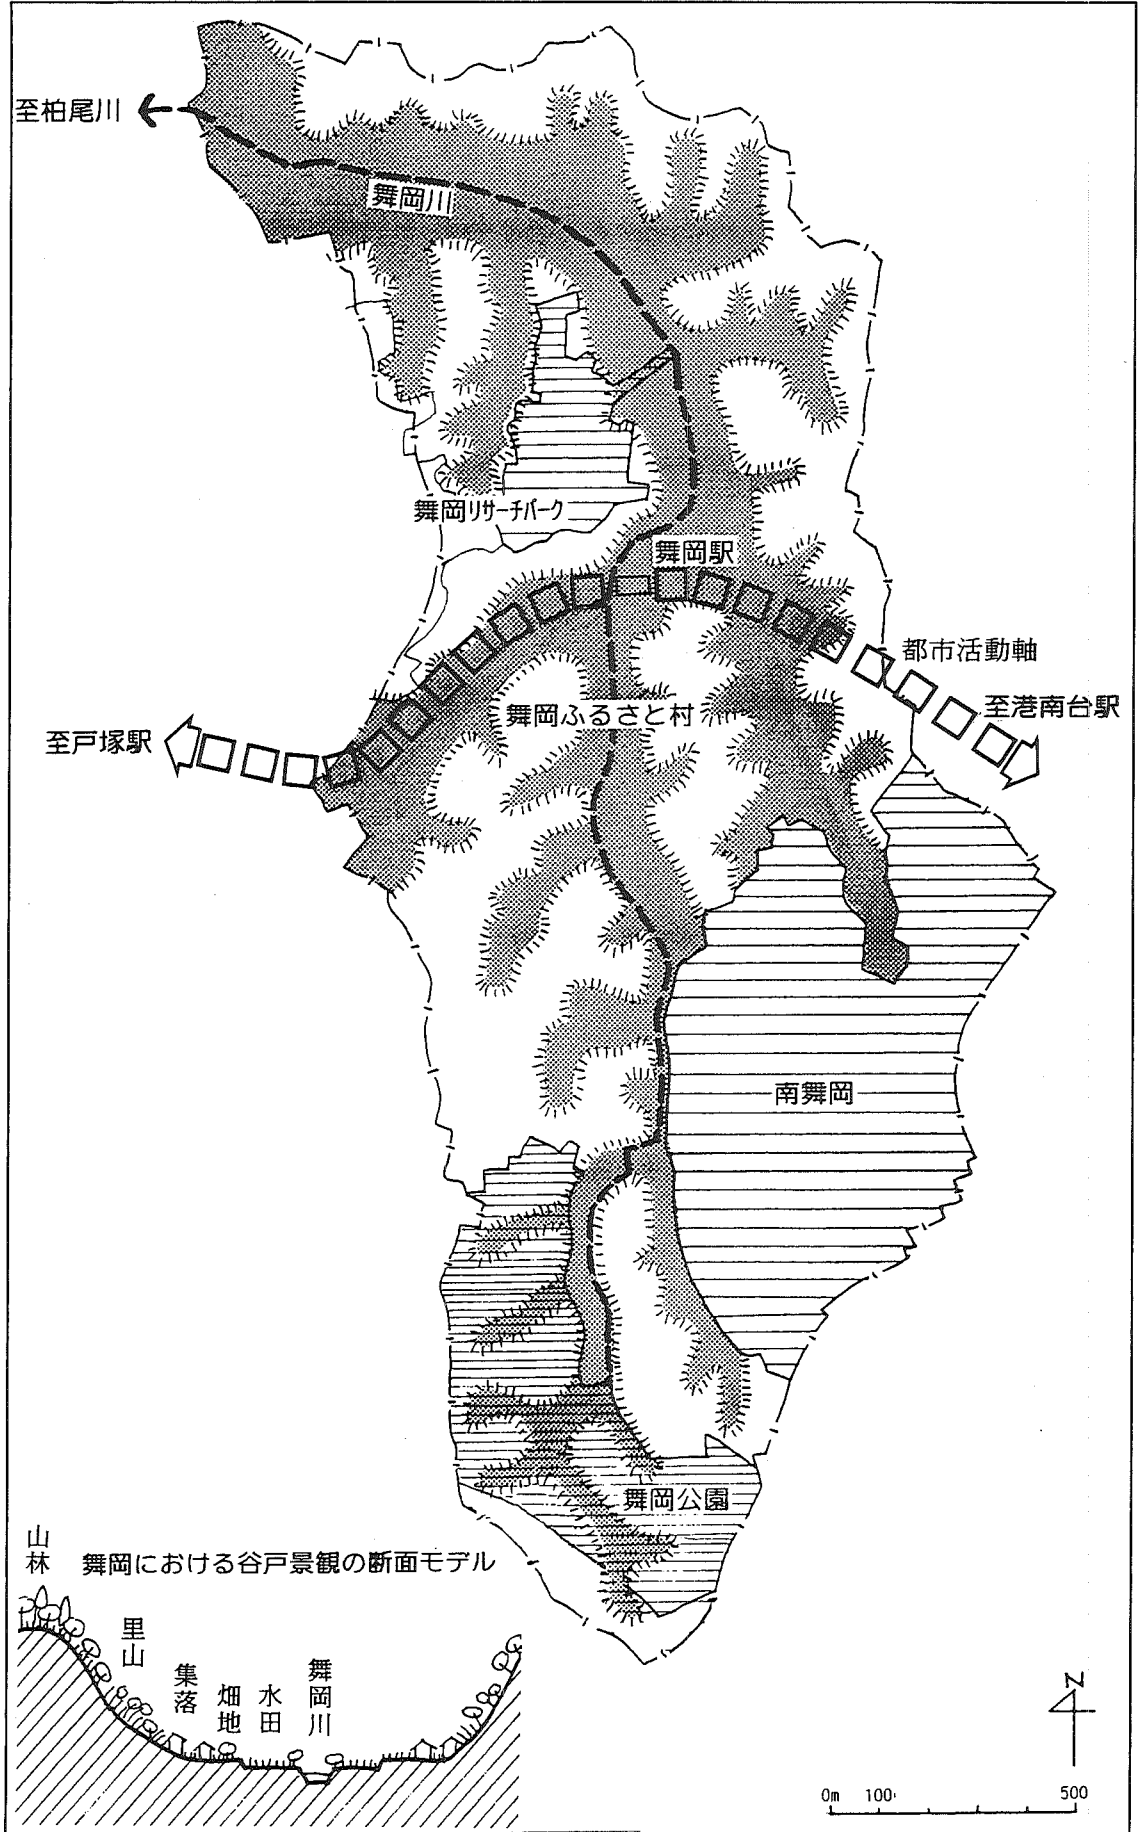 至柏尾川
舞岡川
舞岡リサーチパーク
舞岡駅
都市活動軸
至港南台駅
舞岡ふるさと村
至戸塚駅
南舞岡
舞岡公園
舞岡における谷戸景観の断面モデル
山林
里山
集落
畑地
水田
舞岡川
N
0m 100 500